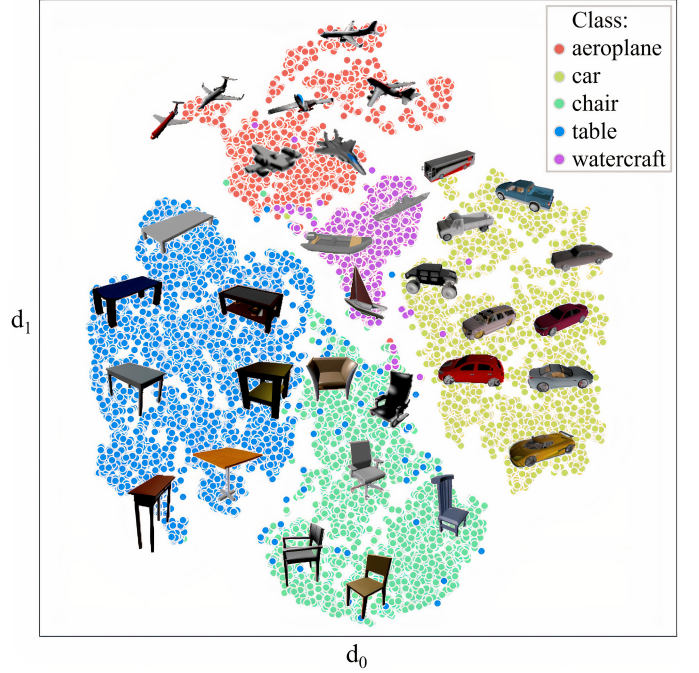 Class:
aeroplane
car
chair
table
watercraft
d1
d0